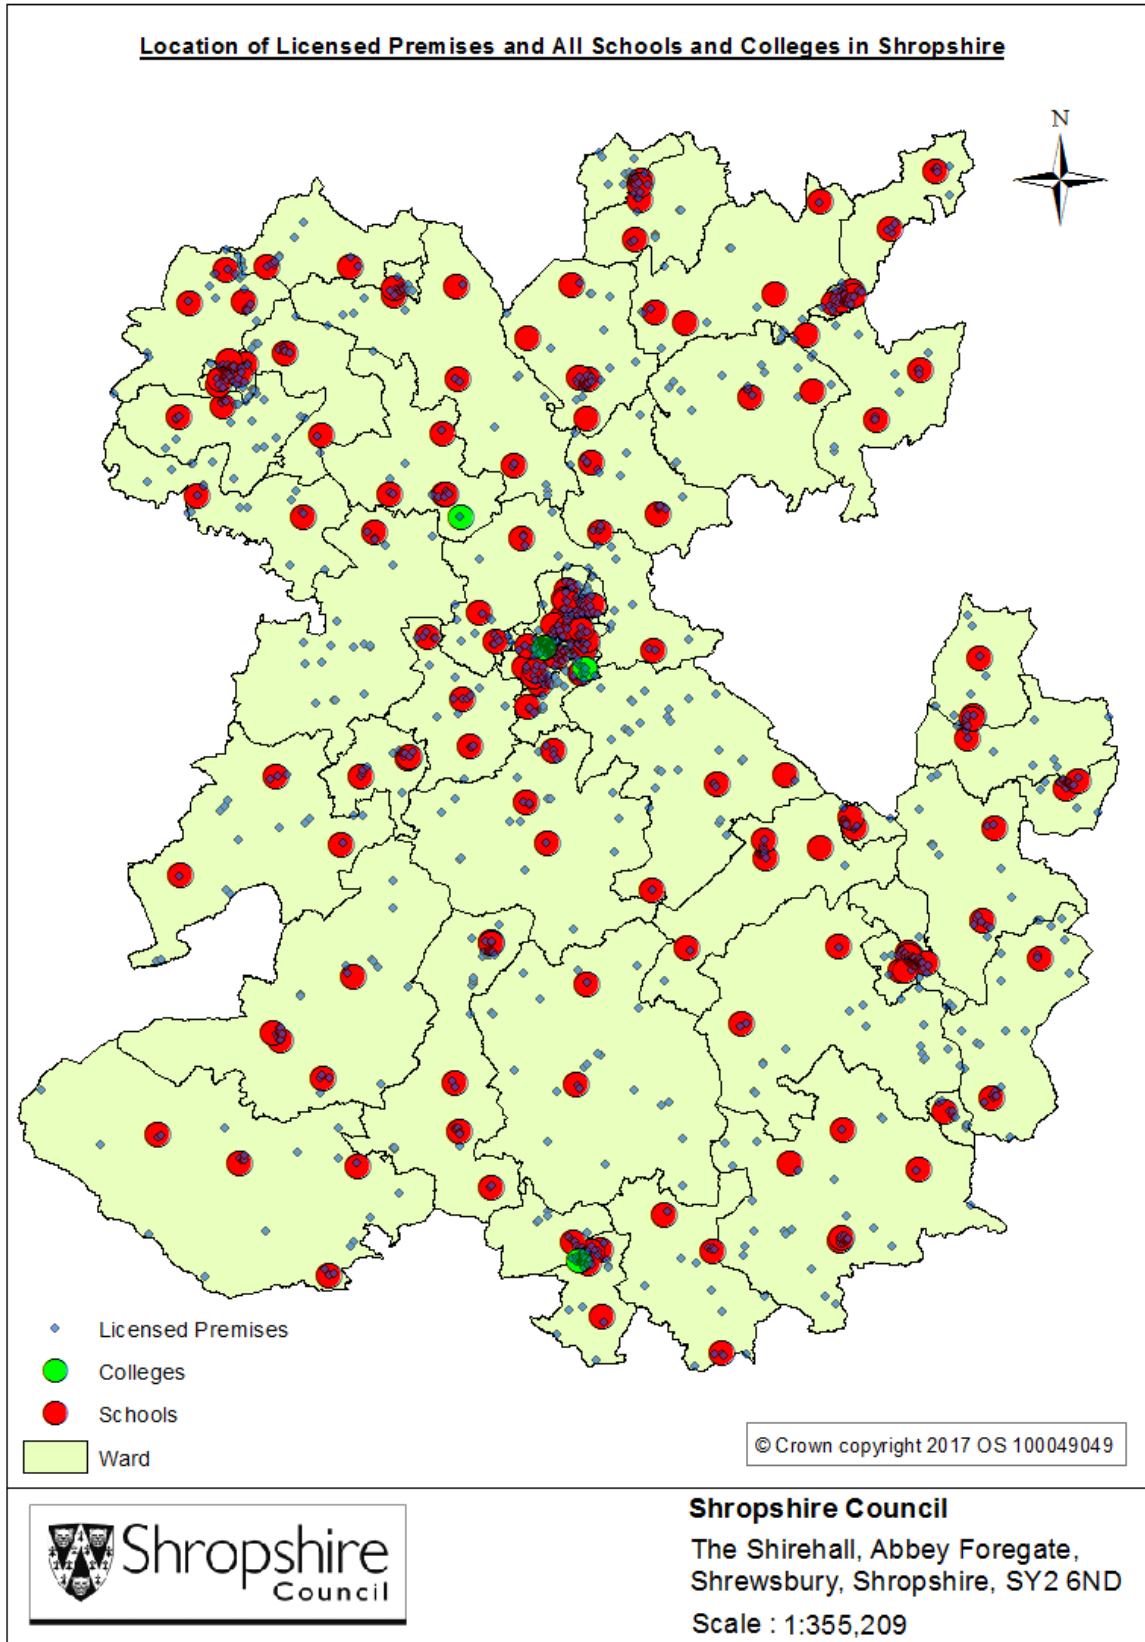 Location of Licensed Premises and All Schools and Colleges in Shropshire
N
Licensed Premises
Colleges
Schools
Ward
© Crown copyright 2017 OS 100049049
Shropshire
Council
Shropshire Council
The Shirehall, Abbey Foregate,
Shrewsbury, Shropshire, SY2 6ND
Scale : 1:355,209